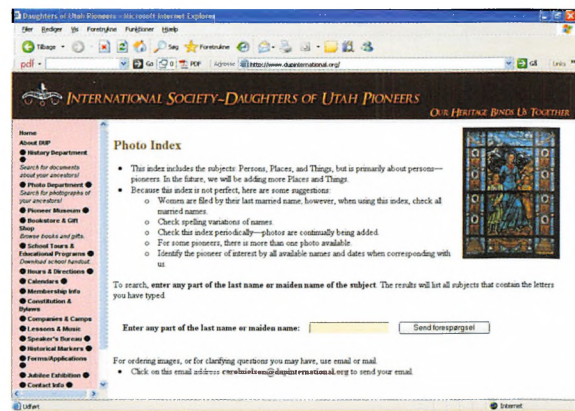 Daughters of Utah Pioneers - Microsoft Internet Explorer
Filer Rediger Vis Foretrukne Funktioner Hjælp
Tilbage Søg Foretrukne
pdf Go 0 PDF Adresse http://www.dupinternational.org/ Gå Links
INTERNATIONAL SOCIETY-DAUGHTERS OF UTAH PIONEERS
OUR HERITAGE BINDS US TOGETHER
Home
About DUP
History Department
Search for documents
about your ancestors!
Photo Department
Search for photographs of
your ancestors!
Pioneer Museum
Bookstore & Gift
Shop
Browse books and gifts.
School Tours &
Educational Programs
Download school handout.
Hours & Directions
Calendars
Membership Info
Constitution &
Bylaws
Companies & Camps
Lessons & Music
Speaker's Bureau
Historical Markers
Forms/Applications
Jubilee Exhibition
Contact Info
Photo Index
This index includes the subjects: Persons, Places, and Things, but is primarily about persons—
pioneers. In the future, we will be adding more Places and Things.
Because this index is not perfect, here are some suggestions:
Women are filed by their last married name, however, when using this index, check all
married names.
Check spelling variations of names.
Check this index periodically—photos are continually being added.
For some pioneers, there is more than one photo available.
Identify the pioneer of interest by all available names and dates when corresponding with
us.
To search, enter any part of the last name or maiden name of the subject. The results will list all subjects that contain the letters
you have typed
Enter any part of the last name or maiden name: Send forespørgsel
For ordering images, or for clarifying questions you may have, use email or mail.
Click on this email address carolnielson@dupinternational.org to send your email
Udført Internet